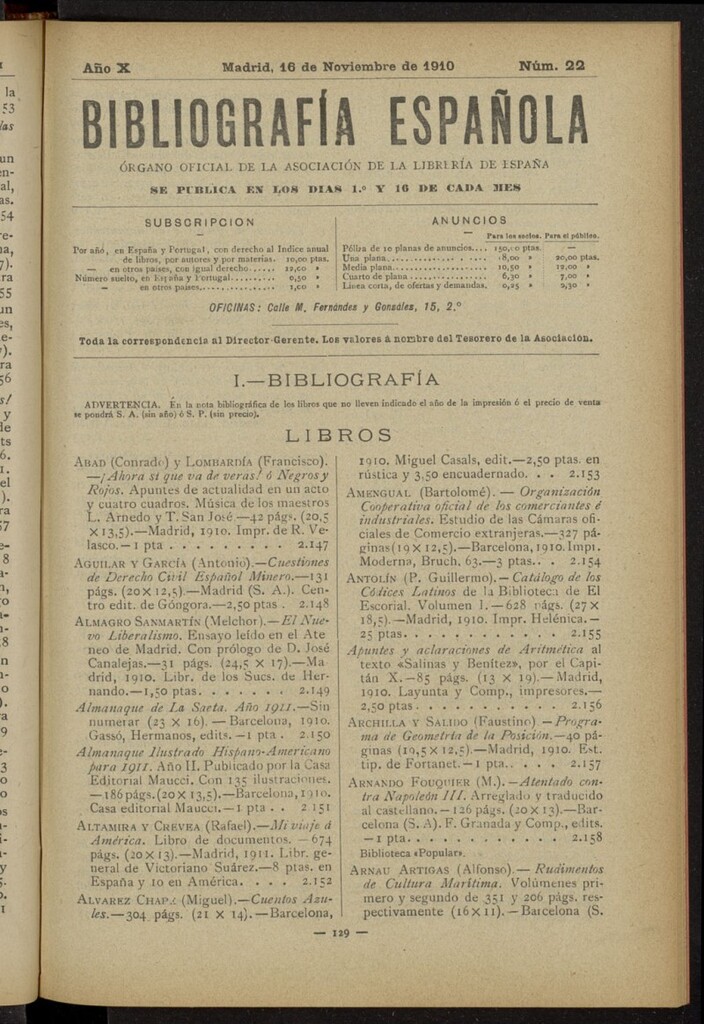 Año X
Madrid, 16 de Noviembre de 1910
Núm. 22
BIBLIOGRAFÍA ESPAÑOLA
ÓRGANO OFICIAL DE LA ASOCIACIÓN DE LA LIBRERÍA DE ESPAÑA
SE PUBLICA EN LOS DIAS 1.º Y 16 DE CADA MES
SUBSCRIPCION
Por año, en España y Portugal, con derecho al Indice anual
de libros, por autores y por materias. 10,00 ptas.
— en otros países, con igual derecho...... 12,00 »
Número suelto, en España y Portugal.......... 0,50 »
— en otros países............... 1,00 »
ANUNCIOS
Para los socios. Para el público.
Póliza de 10 planas de anuncios.... 150,00 ptas. —
Una plana........................ 18,00 » 20,00 ptas.
Media plana...................... 10,50 » 12,00 »
Cuarto de plana.................. 6,30 » 7,00 »
Línea corta, de ofertas y demandas. 0,25 » 0,30 »
OFICINAS: Calle M. Fernández y González, 15, 2.º
Toda la correspondencia al Director-Gerente. Los valores á nombre del Tesorero de la Asociación.
I.—BIBLIOGRAFÍA
ADVERTENCIA. En la nota bibliográfica de los libros que no lleven indicado el año de la impresión ó el precio de venta
se pondrá S. A. (sin año) ó S. P. (sin precio).
LIBROS
ABAD (Conrado) y LOMBARDÍA (Francisco).
—¡Ahora sí que va de veras! ó Negros y
Rojos. Apuntes de actualidad en un acto
y cuatro cuadros. Música de los maestros
L. Arnedo y T. San José—42 págs. (20,5
×13,5).—Madrid, 1910. Impr. de R. Ve-
lasco.—1 pta . . . . . . . . 2.147
AGUILAR Y GARCÍA (Antonio).—Cuestiones
de Derecho Civil Español Minero.—131
págs. (20×12,5).—Madrid (S. A.). Cen-
tro edit. de Góngora.—2,50 ptas . 2.148
ALMAGRO SANMARTÍN (Melchor).—El Nue-
vo Liberalismo. Ensayo leído en el Ate
neo de Madrid. Con prólogo de D. José
Canalejas.—31 págs. (24,5 × 17).—Ma-
drid, 1910. Libr. de los Sucs. de Her-
nando.—1,50 ptas. . . . . . . 2.149
Almanaque de La Saeta. Año 1911.—Sin
numerar (23 × 16). — Barcelona, 1910.
Gassó, Hermanos, edits.—1 pta . 2.150
Almanaque Ilustrado Hispano-Americano
para 1911. Año II. Publicado por la Casa
Editorial Maucci. Con 135 ilustraciones.
—186 págs. (20 × 13,5).—Barcelona, 1910.
Casa editorial Maucci.—1 pta . . 2 151
ALTAMIRA Y CREVEA (Rafael).—Mi viaje á
América. Libro de documentos. — 674
págs. (20×13).—Madrid, 1911. Libr. ge-
neral de Victoriano Suárez.—8 ptas. en
España y 10 en América. . . . 2.152
ALVAREZ CHAPE (Miguel).—Cuentos Azu-
les.—304 págs. (21 × 14).—Barcelona,
1910. Miguel Casals, edit.—2,50 ptas. en
rústica y 3,50 encuadernado. . . 2.153
AMENGUAL (Bartolomé). — Organización
Cooperativa oficial de los comerciantes é
industriales. Estudio de las Cámaras ofi-
ciales de Comercio extranjeras.—327 pá-
ginas (19×12,5).—Barcelona, 1910. Impr.
Moderna, Bruch, 63.—3 ptas. . . 2.154
ANTOLÍN (P. Guillermo).—Catálogo de los
Códices Latinos de la Biblioteca de El
Escorial. Volumen I.—628 págs. (27 ×
18,5).—Madrid, 1910. Impr. Helénica.—
25 ptas. . . . . . . . . . . 2.155
Apuntes y aclaraciones de Aritmética al
texto «Salinas y Benítez», por el Capi-
tán X.—85 págs. (13 × 19).—Madrid,
1910. Layunta y Comp., impresores.—
2,50 ptas. . . . . . . . . . . 2.156
ARCHILLA Y SALIDO (Faustino).—Progra-
ma de Geometría de la Posición.—40 pá-
ginas (19,5×12,5).—Madrid, 1910. Est.
tip. de Fortanet.—1 pta. . . . 2.157
ARNANDO FOUQUIER (M.).—Atentado con-
tra Napoleón III. Arreglado y traducido
al castellano.—126 págs. (20×13).—Bar-
celona (S. A). F. Granada y Comp., edits.
—1 pta. . . . . . . . . . . 2.158
Biblioteca «Popular».
ARNAU ARTIGAS (Alfonso).— Rudimentos
de Cultura Marítima. Volúmenes pri-
mero y segundo de 351 y 206 págs. res-
pectivamente (16×11).—Barcelona (S.
— 129 —